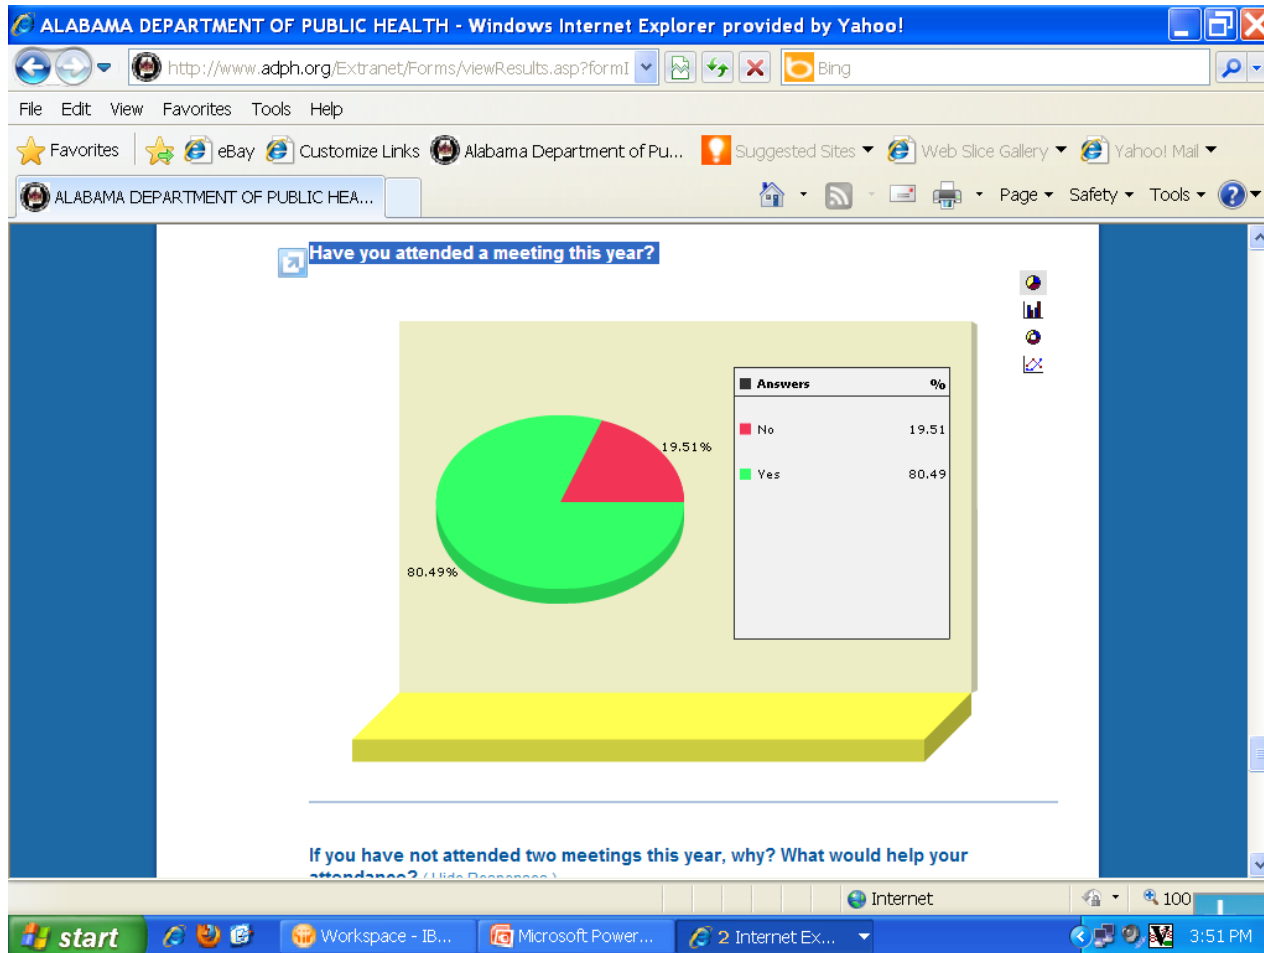 ALABAMA DEPARTMENT OF PUBLIC HEALTH - Windows Internet Explorer provided by Yahoo!
http://www.adph.org/Extranet/Forms/viewResults.asp?formI Bing
File Edit View Favorites Tools Help
Favorites eBay Customize Links Alabama Department of Pu... Suggested Sites Web Slice Gallery Yahoo! Mail
ALABAMA DEPARTMENT OF PUBLIC HEA... Page Safety Tools
Have you attended a meeting this year?
Answers %
No 19.51
19.51%
Yes 80.49
80.49%
If you have not attended two meetings this year, why? What would help your
attendance? (Hide Responses)
Internet 100
start Workspace - IB... Microsoft Power... 2 Internet Ex... 3:51 PM